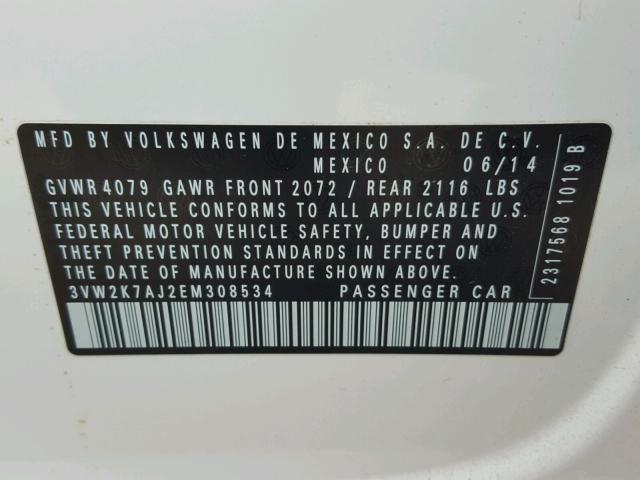 MFD BY VOLKSWAGEN DE MEXICO S.A. DE C.V.
MEXICO 06/14
GVWR 4079 GAWR FRONT 2072 / REAR 2116 LBS
THIS VEHICLE CONFORMS TO ALL APPLICABLE U.S.
FEDERAL MOTOR VEHICLE SAFETY, BUMPER AND
THEFT PREVENTION STANDARDS IN EFFECT ON
THE DATE OF MANUFACTURE SHOWN ABOVE.
3VW2K7AJ2EM308534 PASSENGER CAR
2317568 1019 B